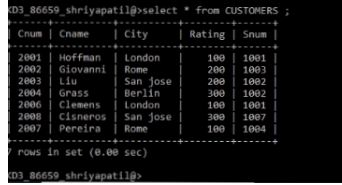 KD3_86659_shriyapatil@>select * from CUSTOMERS ;
| Cnum | Cname | City | Rating | Snum |
| 2001 | Hoffman | London | 100 | 1001 |
| 2002 | Giovanni | Rome | 200 | 1003 |
| 2003 | Liu | San jose | 200 | 1002 |
| 2004 | Grass | Berlin | 300 | 1002 |
| 2006 | Clemens | London | 100 | 1001 |
| 2008 | Cisneros | San jose | 300 | 1007 |
| 2007 | Pereira | Rome | 100 | 1004 |
7 rows in set (0.00 sec)
KD3_86659_shriyapatil@>